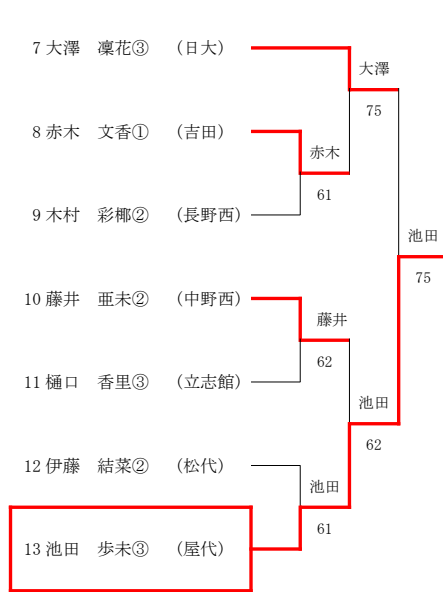 7 大澤 凜花③ （日大）
大澤
75
8 赤木 文香① （吉田）
赤木
61
9 木村 彩椰② （長野西）
池田
75
10 藤井 亜未② （中野西）
藤井
62
11 樋口 香里③ （立志館）
池田
62
12 伊藤 結菜② （松代）
池田
61
13 池田 歩未③ （屋代）